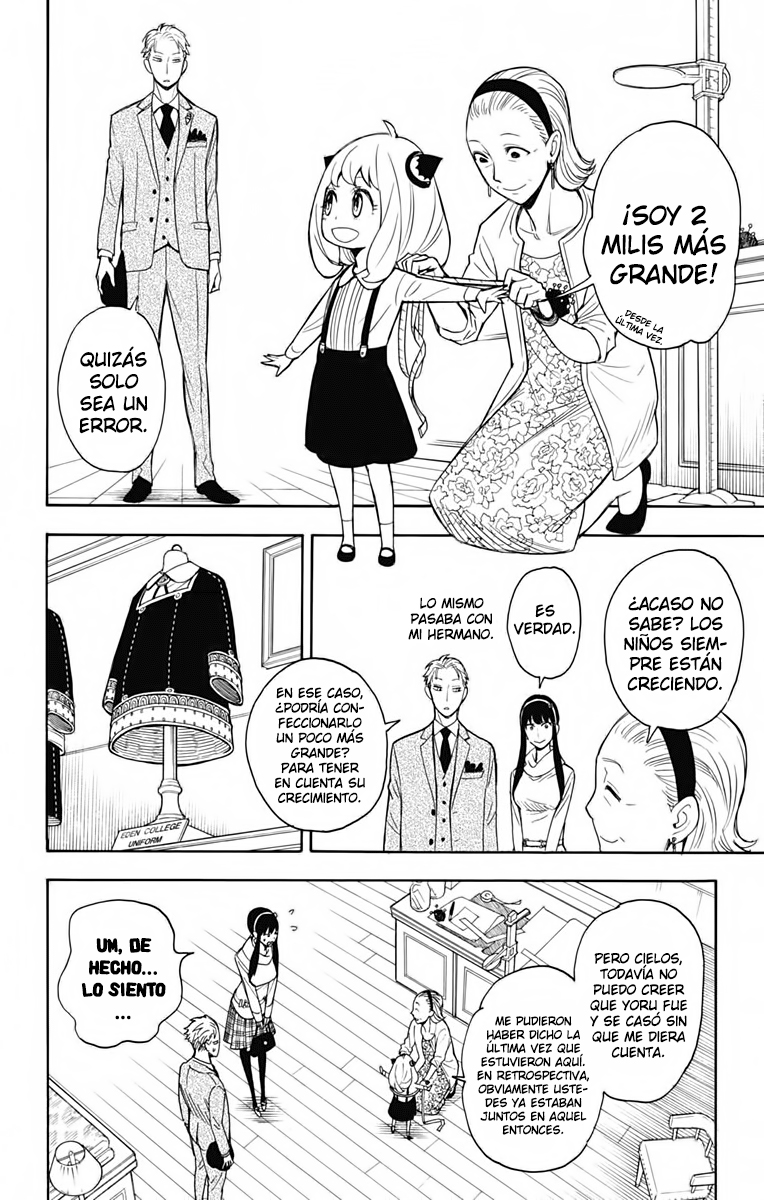 ¡SOY 2
MILIS MÁS
GRANDE!
DESDE LA
ÚLTIMA VEZ.
QUIZÁS
SOLO
SEA UN
ERROR.
¿ACASO NO
SABE? LOS
NIÑOS SIEM-
PRE ESTÁN
CRECIENDO.
ES
VERDAD.
LO MISMO
PASABA CON
MI HERMANO.
EN ESE CASO,
¿PODRÍA CON-
FECCIONARLO
UN POCO MÁS
GRANDE?
PARA TENER
EN CUENTA SU
CRECIMIENTO.
EDEN COLLEGE
UNIFORM
PERO CIELOS,
TODAVÍA NO
PUEDO CREER
QUE YORU FUE
Y SE CASÓ SIN
QUE ME DIERA
CUENTA.
ME PUDIERON
HABER DICHO LA
ÚLTIMA VEZ QUE
ESTUVIERON AQUÍ.
EN RETROSPECTIVA,
OBVIAMENTE USTE-
DES YA ESTABAN
JUNTOS EN AQUEL
ENTONCES.
UM, DE
HECHO...
LO SIENTO
...